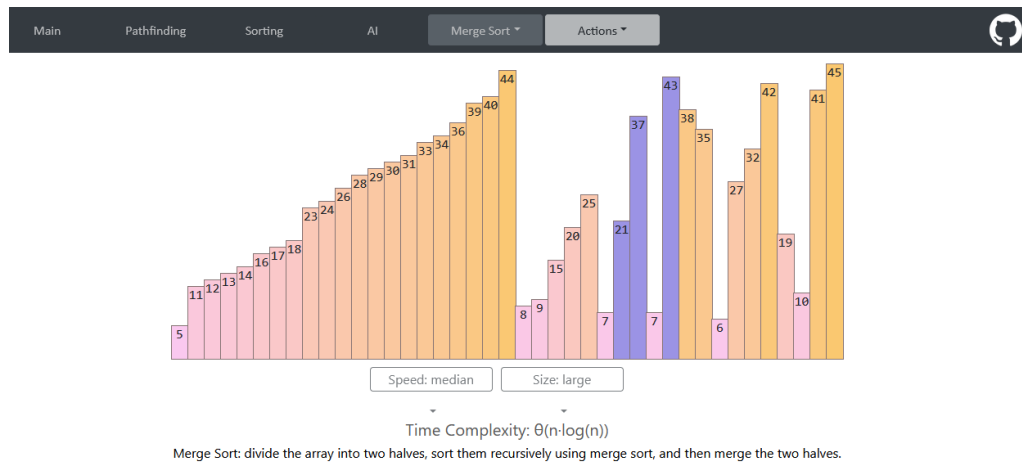 Main Pathfinding Sorting AI Merge Sort Actions
5 11 12 13 14 16 17 18 23 24 26 28 29 30 31 33 34 36 39 40 44 8 9 15 20 25 7 21 37 7 43 38 35 6 27 32 42 19 10 41 45
Speed: median Size: large
Time Complexity: θ(n·log(n))
Merge Sort: divide the array into two halves, sort them recursively using merge sort, and then merge the two halves.